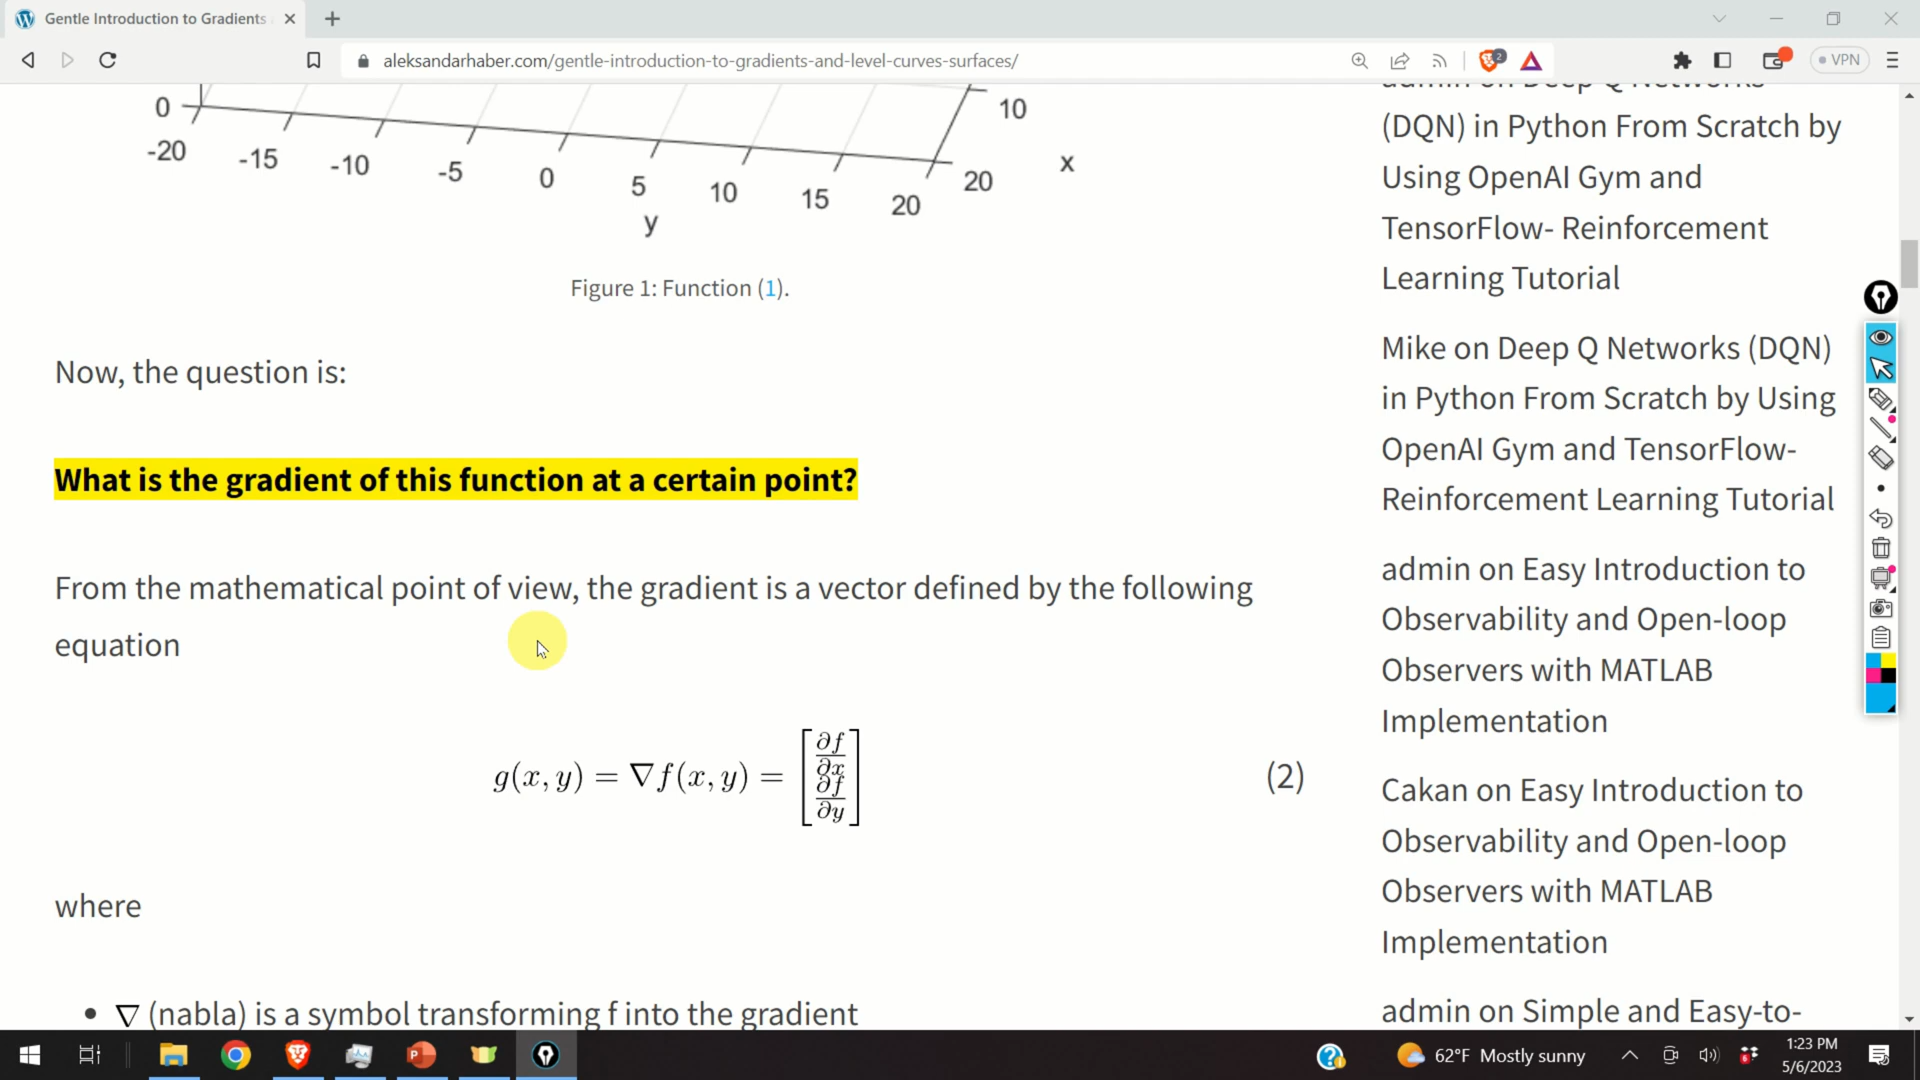 Gentle Introduction to Gradients
aleksandarhaber.com/gentle-introduction-to-gradients-and-level-curves-surfaces/
2
VPN
0
-20
-15
-10
-5
0
5
10
15
20
10
20
x
y
Figure 1: Function (1).
Now, the question is:
What is the gradient of this function at a certain point?
From the mathematical point of view, the gradient is a vector defined by the following
equation
g(x, y) = ∇f(x, y) = [∂f/∂x ∂f/∂y] (2)
where
• ∇ (nabla) is a symbol transforming f into the gradient
admin on Deep Q Networks
(DQN) in Python From Scratch by
Using OpenAI Gym and
TensorFlow- Reinforcement
Learning Tutorial
Mike on Deep Q Networks (DQN)
in Python From Scratch by Using
OpenAI Gym and TensorFlow-
Reinforcement Learning Tutorial
admin on Easy Introduction to
Observability and Open-loop
Observers with MATLAB
Implementation
Cakan on Easy Introduction to
Observability and Open-loop
Observers with MATLAB
Implementation
admin on Simple and Easy-to-
62°F Mostly sunny
1:23 PM
5/6/2023